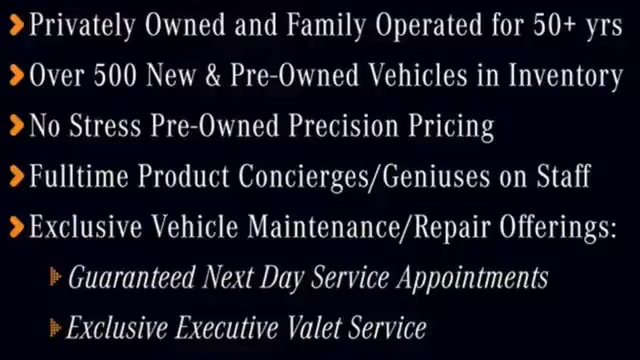 Privately Owned and Family Operated for 50+ yrs
Over 500 New & Pre-Owned Vehicles in Inventory
No Stress Pre-Owned Precision Pricing
Fulltime Product Concierges/Geniuses on Staff
Exclusive Vehicle Maintenance/Repair Offerings:
Guaranteed Next Day Service Appointments
Exclusive Executive Valet Service